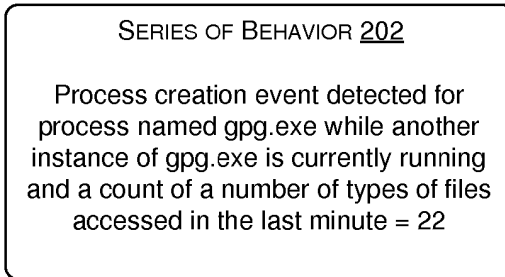 SERIES OF BEHAVIOR 202
Process creation event detected for
process named gpg.exe while another
instance of gpg.exe is currently running
and a count of a number of types of files
accessed in the last minute = 22